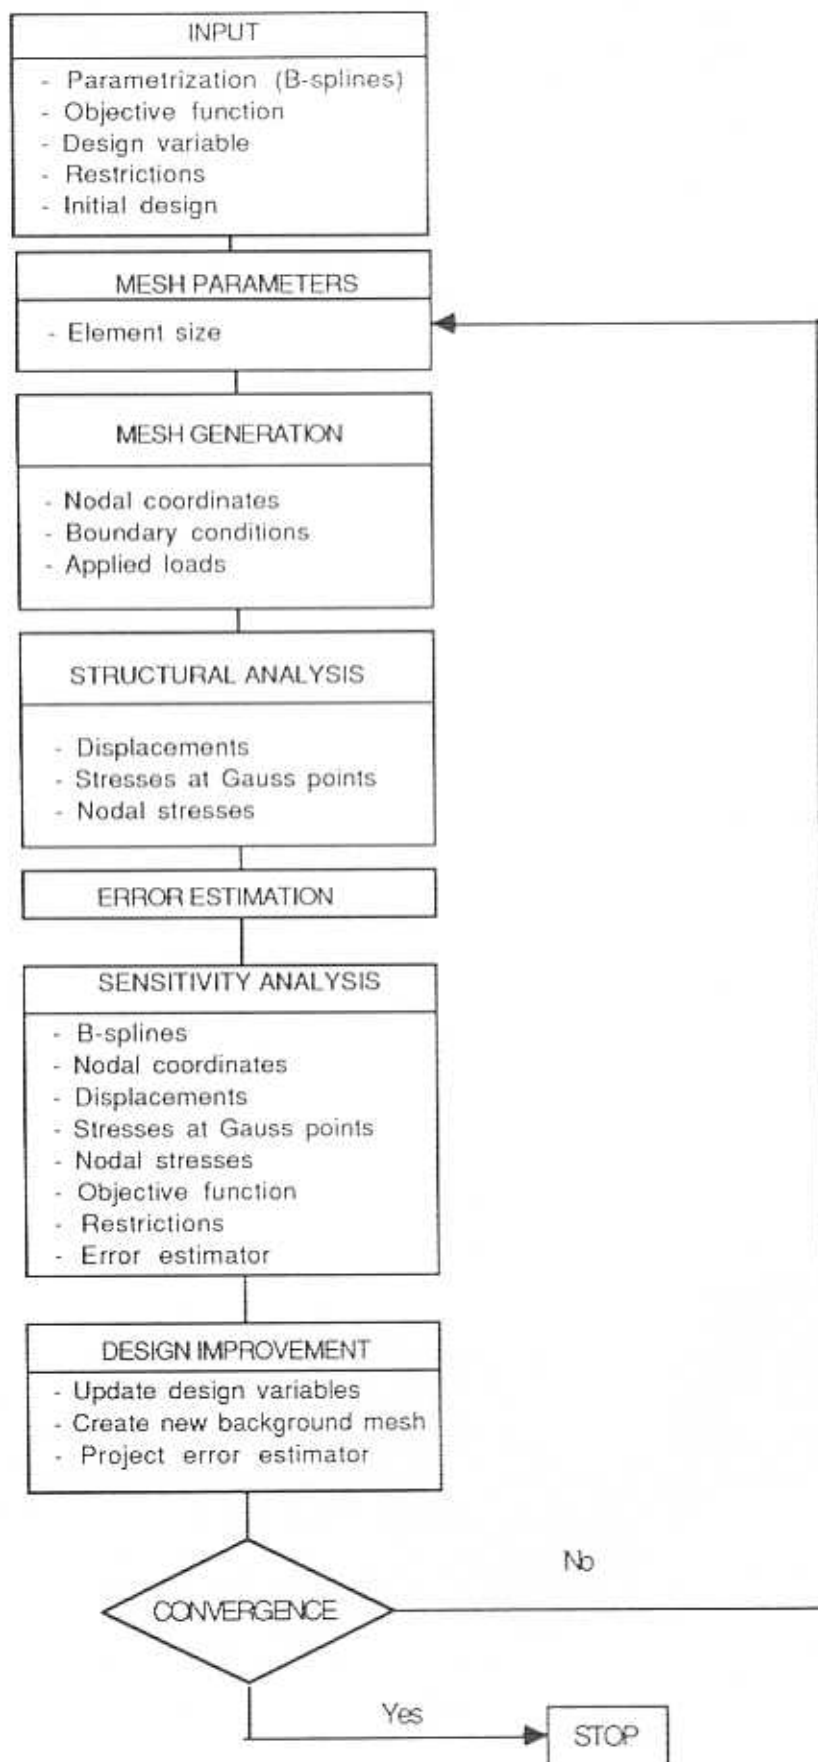 INPUT
- Parametrization (B-splines)
- Objective function
- Design variable
- Restrictions
- Initial design
MESH PARAMETERS
- Element size
MESH GENERATION
- Nodal coordinates
- Boundary conditions
- Applied loads
STRUCTURAL ANALYSIS
- Displacements
- Stresses at Gauss points
- Nodal stresses
ERROR ESTIMATION
SENSITIVITY ANALYSIS
- B-splines
- Nodal coordinates
- Displacements
- Stresses at Gauss points
- Nodal stresses
- Objective function
- Restrictions
- Error estimator
DESIGN IMPROVEMENT
- Update design variables
- Create new background mesh
- Project error estimator
No
CONVERGENCE
Yes
STOP